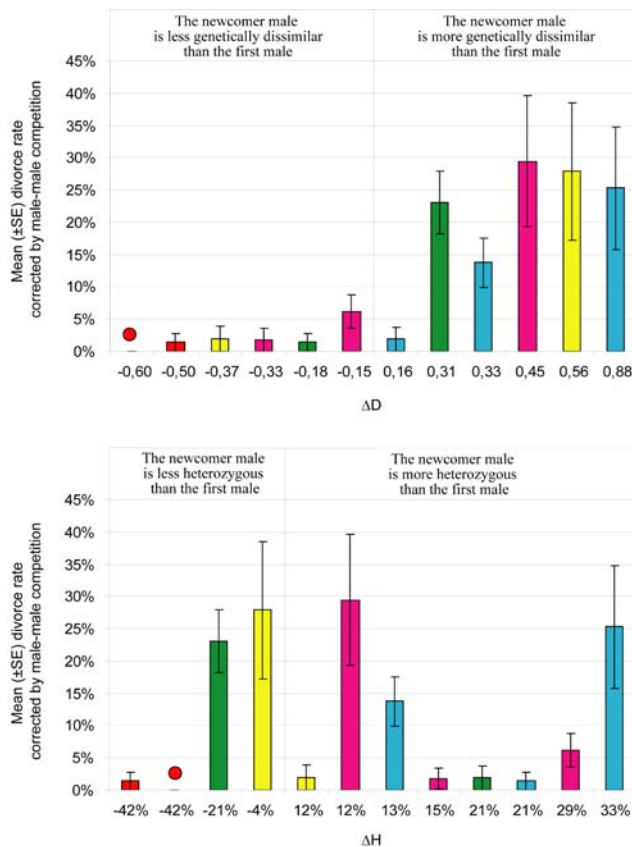 The newcomer male
is less genetically dissimilar
than the first male
The newcomer male
is more genetically dissimilar
than the first male
Mean (±SE) divorce rate
corrected by male-male competition
45%
40%
35%
30%
25%
20%
15%
10%
5%
0%
-0,60 -0,50 -0,37 -0,33 -0,18 -0,15 0,16 0,31 0,33 0,45 0,56 0,88
ΔD
The newcomer male
is less heterozygous
than the first male
The newcomer male
is more heterozygous
than the first male
Mean (±SE) divorce rate
corrected by male-male competition
45%
40%
35%
30%
25%
20%
15%
10%
5%
0%
-42% -42% -21% -4% 12% 12% 13% 15% 21% 21% 29% 33%
ΔH